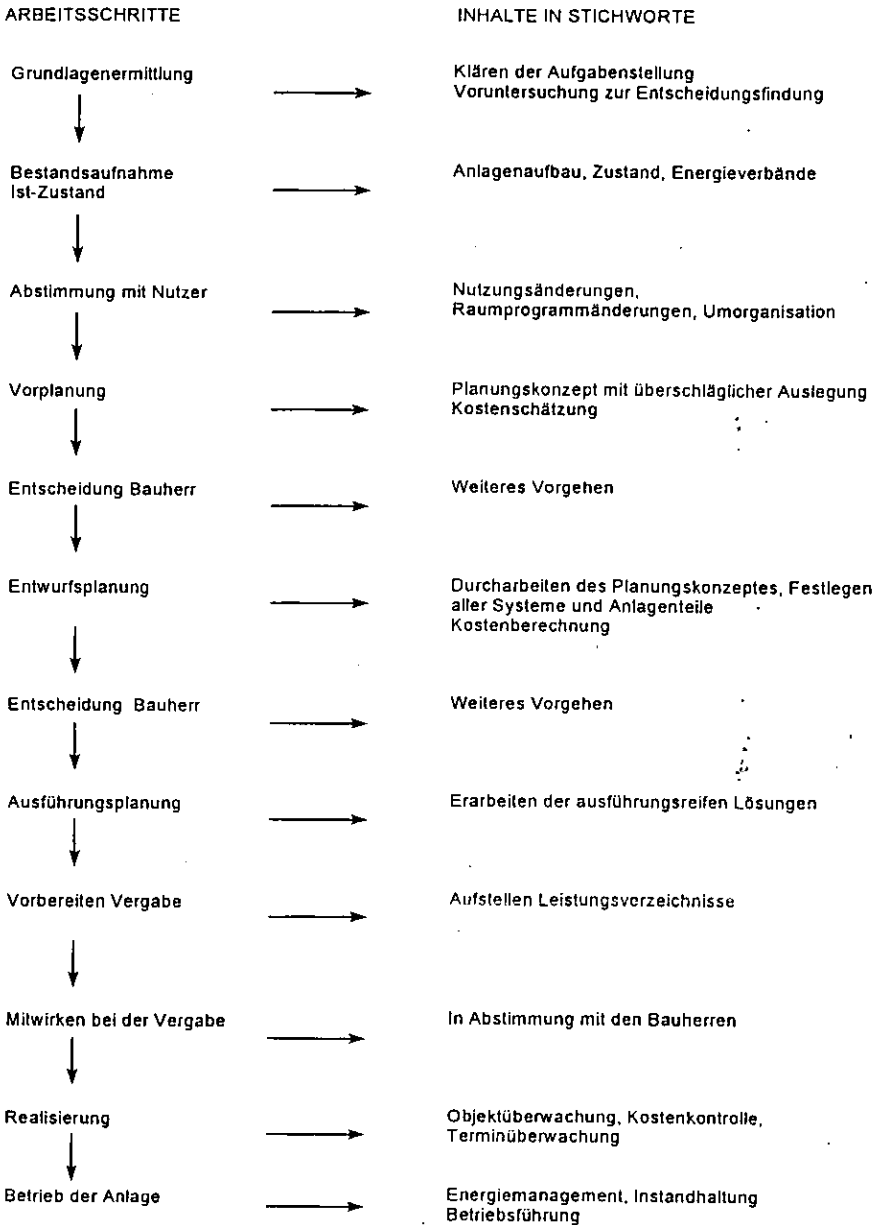 ARBEITSSCHRITTE INHALTE IN STICHWORTE
Grundlagenermittlung Klären der Aufgabenstellung
Voruntersuchung zur Entscheidungsfindung
Bestandsaufnahme Anlagenaufbau, Zustand, Energieverbände
Ist-Zustand
Abstimmung mit Nutzer Nutzungsänderungen,
Raumprogrammänderungen, Umorganisation
Vorplanung Planungskonzept mit überschläglicher Auslegung
Kostenschätzung
Entscheidung Bauherr Weiteres Vorgehen
Entwurfsplanung Durcharbeiten des Planungskonzeptes, Festlegen
aller Systeme und Anlagenteile
Kostenberechnung
Entscheidung Bauherr Weiteres Vorgehen
Ausführungsplanung Erarbeiten der ausführungsreifen Lösungen
Vorbereiten Vergabe Aufstellen Leistungsverzeichnisse
Mitwirken bei der Vergabe In Abstimmung mit den Bauherren
Realisierung Objektüberwachung, Kostenkontrolle,
Terminüberwachung
Betrieb der Anlage Energiemanagement, Instandhaltung
Betriebsführung